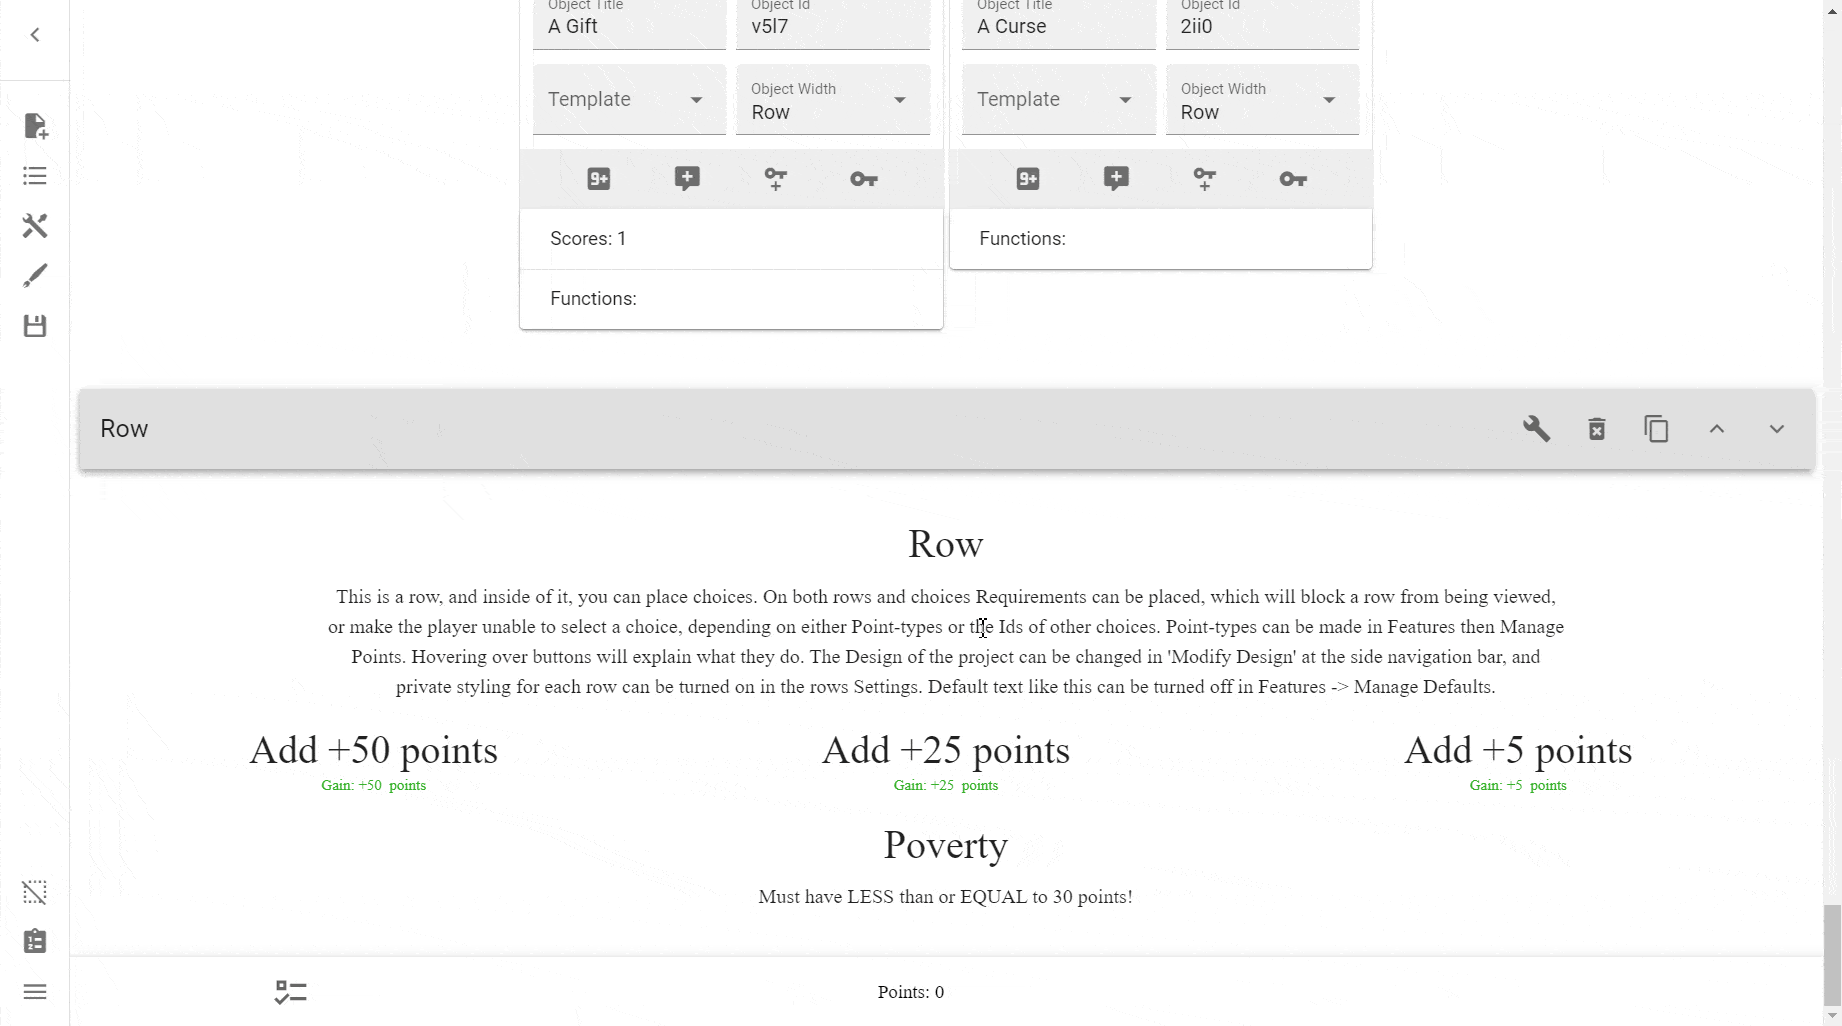 Object Title
Object Id
Object Title
Object Id
A Gift
v5l7
A Curse
2ii0
Template
Object Width
Row
Template
Object Width
Row
9+
9+
Scores: 1
Functions:
Functions:
Row
Row
This is a row, and inside of it, you can place choices. On both rows and choices Requirements can be placed, which will block a row from being viewed,
or make the player unable to select a choice, depending on either Point-types or the Ids of other choices. Point-types can be made in Features then Manage
Points. Hovering over buttons will explain what they do. The Design of the project can be changed in 'Modify Design' at the side navigation bar, and
private styling for each row can be turned on in the rows Settings. Default text like this can be turned off in Features -> Manage Defaults.
Add +50 points
Gain: +50 points
Add +25 points
Gain: +25 points
Add +5 points
Gain: +5 points
Poverty
Must have LESS than or EQUAL to 30 points!
Points: 0